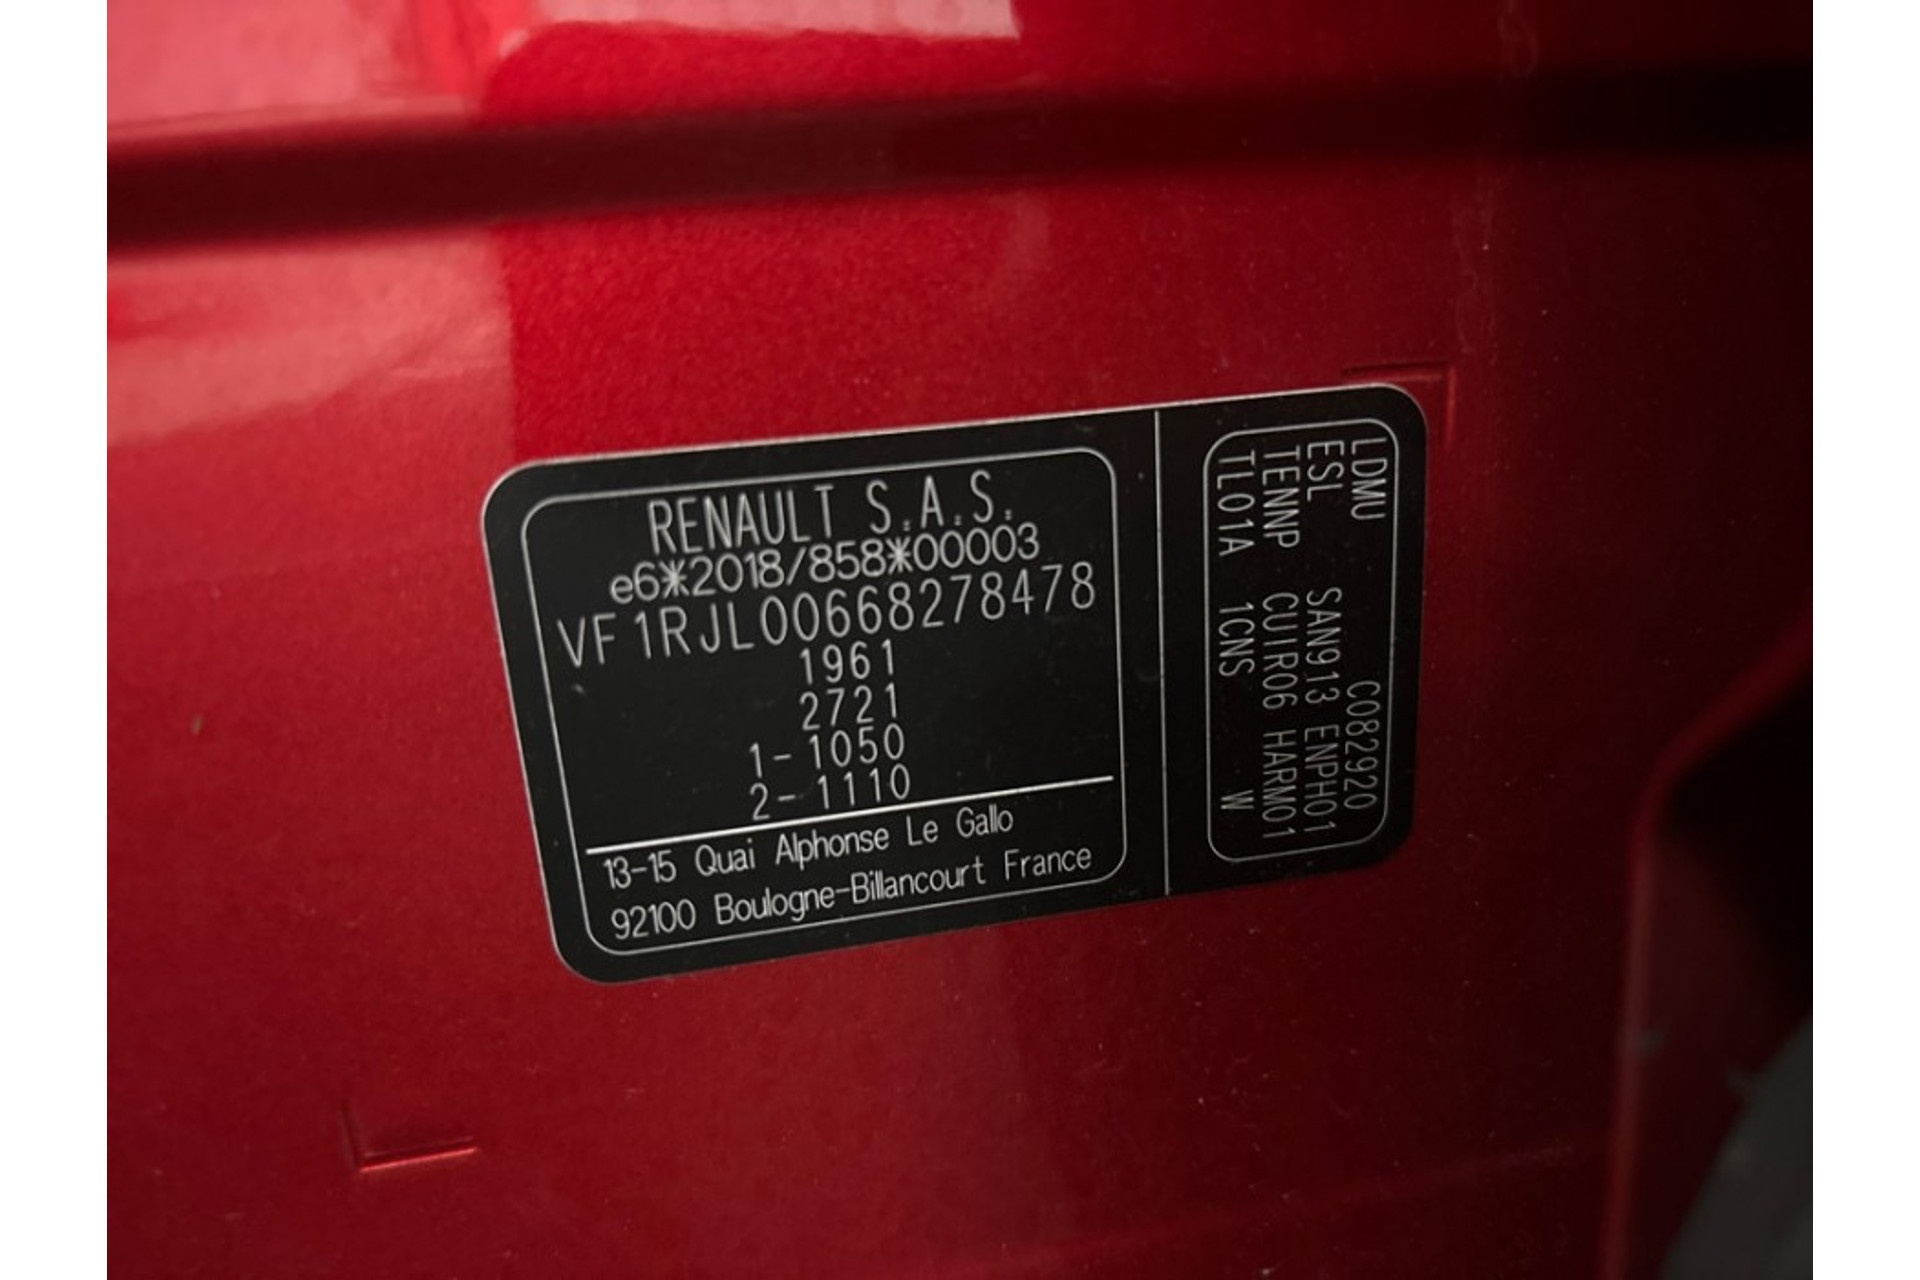 RENAULT S.A.S.
e6*2018/858*00003
VF1RJL00668278478
1961
2721
1-1050
2-1110
13-15 Quai Alphonse Le Gallo
92100 Boulogne-Billancourt France
LDMU C082920
ESL SAN913 ENPH01
TENNP CUIR06 HARM01
TL01A 1CNS W